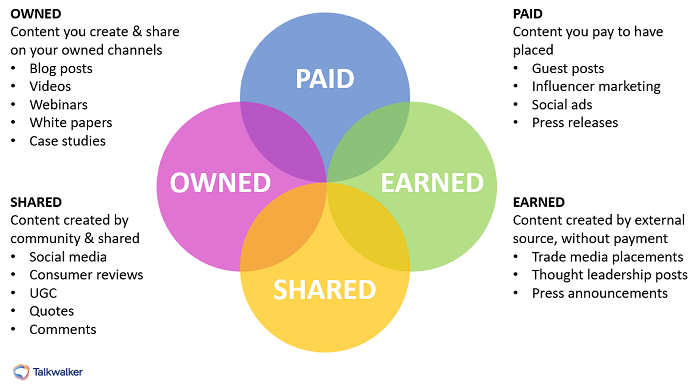 OWNED
Content you create & share
on your owned channels
• Blog posts
• Videos
• Webinars
• White papers
• Case studies
SHARED
Content created by
community & shared
• Social media
• Consumer reviews
• UGC
• Quotes
• Comments
PAID
OWNED
EARNED
SHARED
PAID
Content you pay to have
placed
• Guest posts
• Influencer marketing
• Social ads
• Press releases
EARNED
Content created by external
source, without payment
• Trade media placements
• Thought leadership posts
• Press announcements
Talkwalker